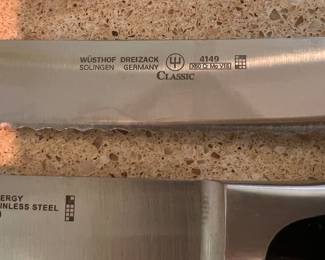 WÜSTHOF DREIZACK 4149
SOLINGEN GERMANY X50 Cr Mo V15
CLASSIC
ERGY
INLESS STEEL